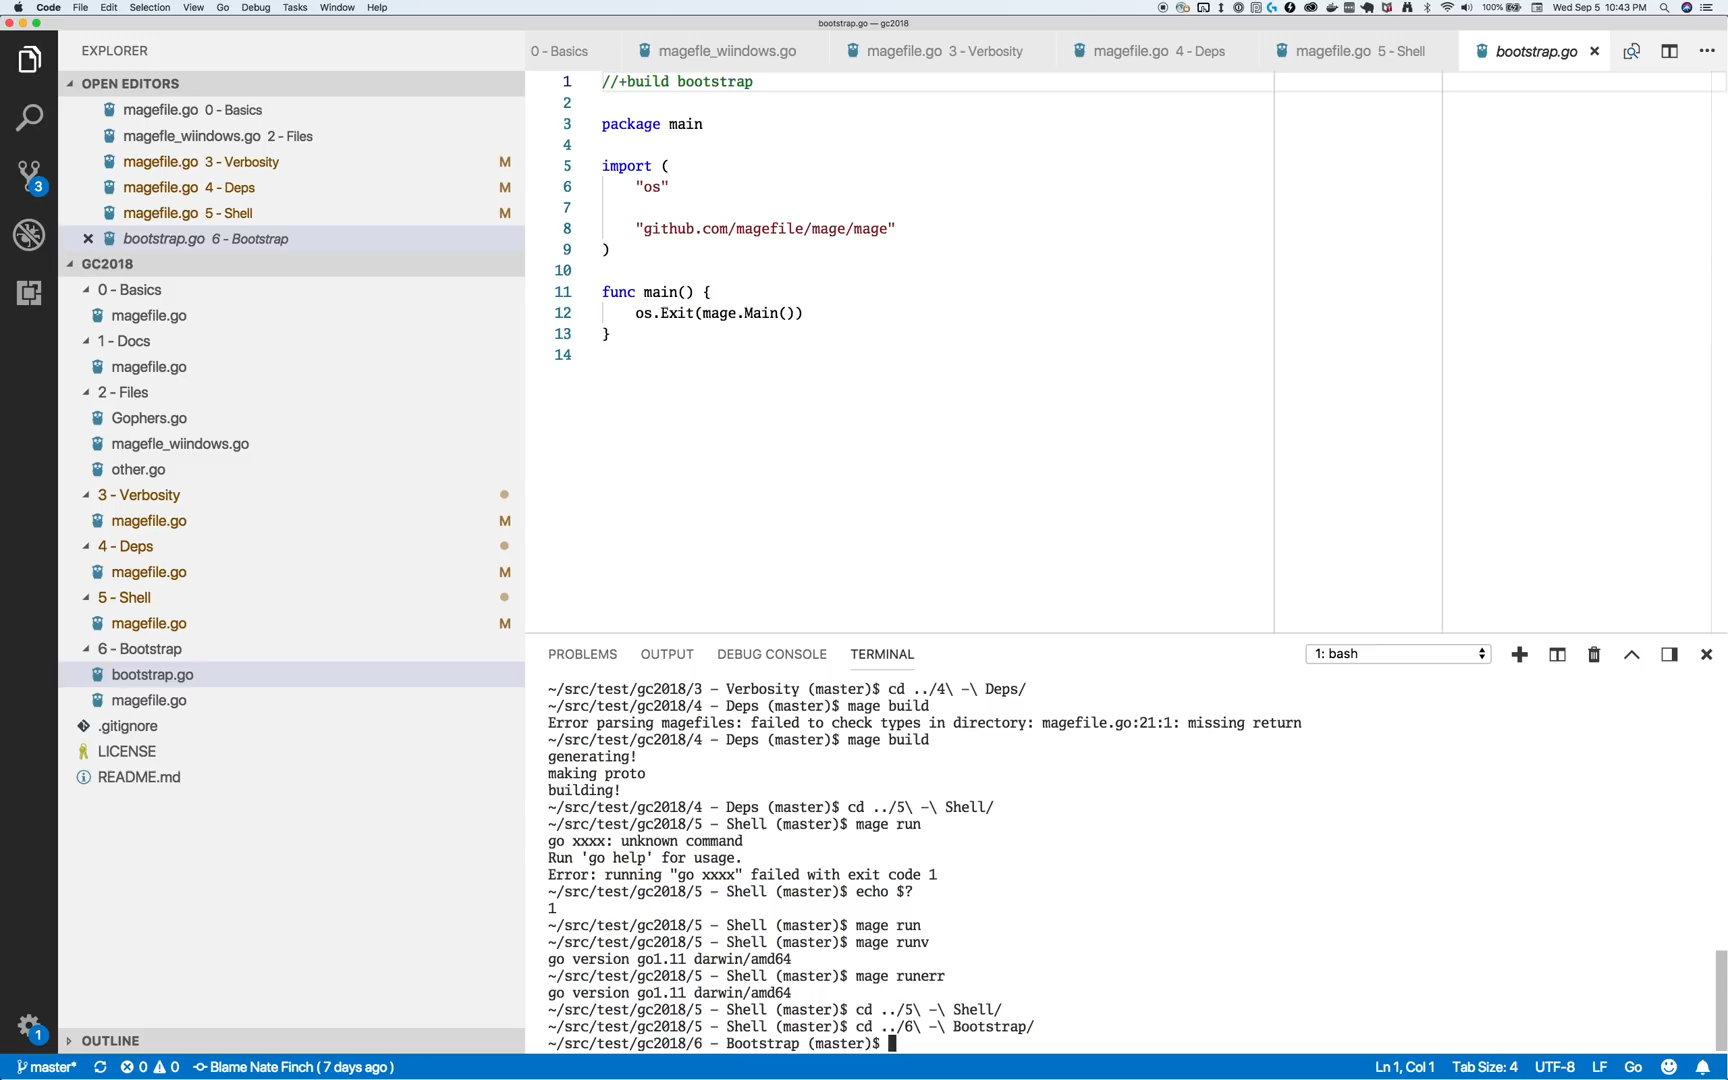 Code File Edit Selection View Go Debug Tasks Window Help
100% Wed Sep 5 10:43 PM
bootstrap.go — gc2018
EXPLORER
OPEN EDITORS
magefile.go 0 - Basics
magefle_wiindows.go 2 - Files
magefile.go 3 - Verbosity M
magefile.go 4 - Deps M
magefile.go 5 - Shell M
bootstrap.go 6 - Bootstrap
GC2018
0 - Basics
magefile.go
1 - Docs
magefile.go
2 - Files
Gophers.go
magefle_wiindows.go
other.go
3 - Verbosity
magefile.go M
4 - Deps
magefile.go M
5 - Shell
magefile.go M
6 - Bootstrap
bootstrap.go
magefile.go
.gitignore
LICENSE
README.md
OUTLINE
3
1
0 - Basics magefle_wiindows.go magefile.go 3 - Verbosity magefile.go 4 - Deps magefile.go 5 - Shell bootstrap.go
1 //+build bootstrap
2
3 package main
4
5 import (
6 "os"
7
8 "github.com/magefile/mage/mage"
9 )
10
11 func main() {
12 os.Exit(mage.Main())
13 }
14
PROBLEMS OUTPUT DEBUG CONSOLE TERMINAL 1: bash
~/src/test/gc2018/3 - Verbosity (master)$ cd ../4\ -\ Deps/
~/src/test/gc2018/4 - Deps (master)$ mage build
Error parsing magefiles: failed to check types in directory: magefile.go:21:1: missing return
~/src/test/gc2018/4 - Deps (master)$ mage build
generating!
making proto
building!
~/src/test/gc2018/4 - Deps (master)$ cd ../5\ -\ Shell/
~/src/test/gc2018/5 - Shell (master)$ mage run
go xxxx: unknown command
Run 'go help' for usage.
Error: running "go xxxx" failed with exit code 1
~/src/test/gc2018/5 - Shell (master)$ echo $?
1
~/src/test/gc2018/5 - Shell (master)$ mage run
~/src/test/gc2018/5 - Shell (master)$ mage runv
go version go1.11 darwin/amd64
~/src/test/gc2018/5 - Shell (master)$ mage runerr
go version go1.11 darwin/amd64
~/src/test/gc2018/5 - Shell (master)$ cd ../5\ -\ Shell/
~/src/test/gc2018/5 - Shell (master)$ cd ../6\ -\ Bootstrap/
~/src/test/gc2018/6 - Bootstrap (master)$
master* 0 0 Blame Nate Finch ( 7 days ago ) Ln 1, Col 1 Tab Size: 4 UTF-8 LF Go